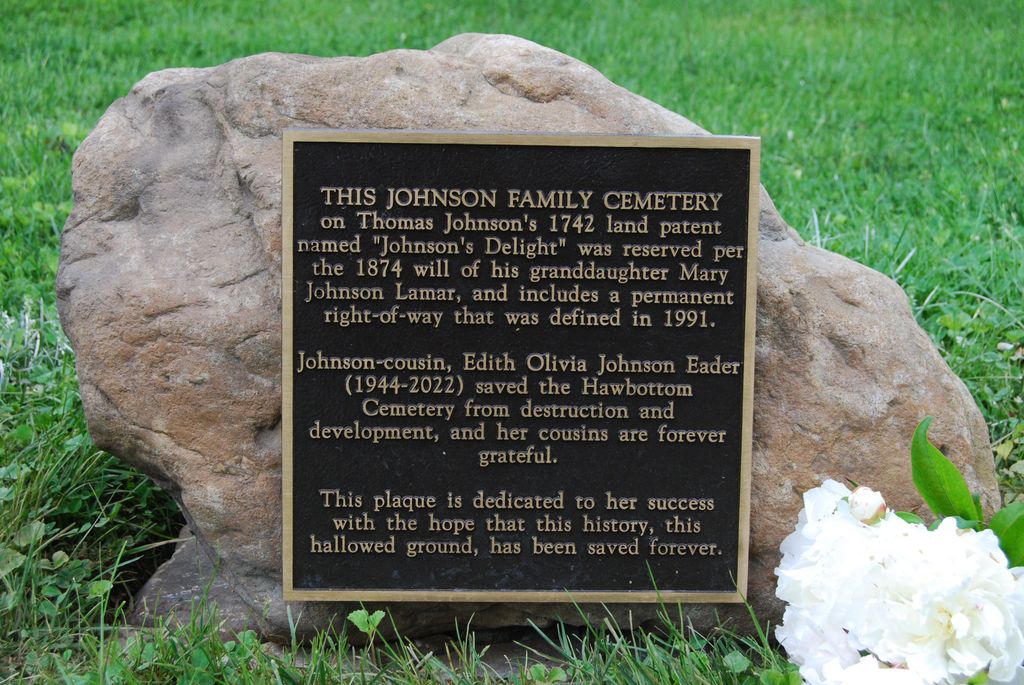 THIS JOHNSON FAMILY CEMETERY
on Thomas Johnson's 1742 land patent
named "Johnson's Delight" was reserved per
the 1874 will of his granddaughter Mary
Johnson Lamar, and includes a permanent
right-of-way that was defined in 1991.
Johnson-cousin, Edith Olivia Johnson Eader
(1944-2022) saved the Hawbottom
Cemetery from destruction and
development, and her cousins are forever
grateful.
This plaque is dedicated to her success
with the hope that this history, this
hallowed ground, has been saved forever.